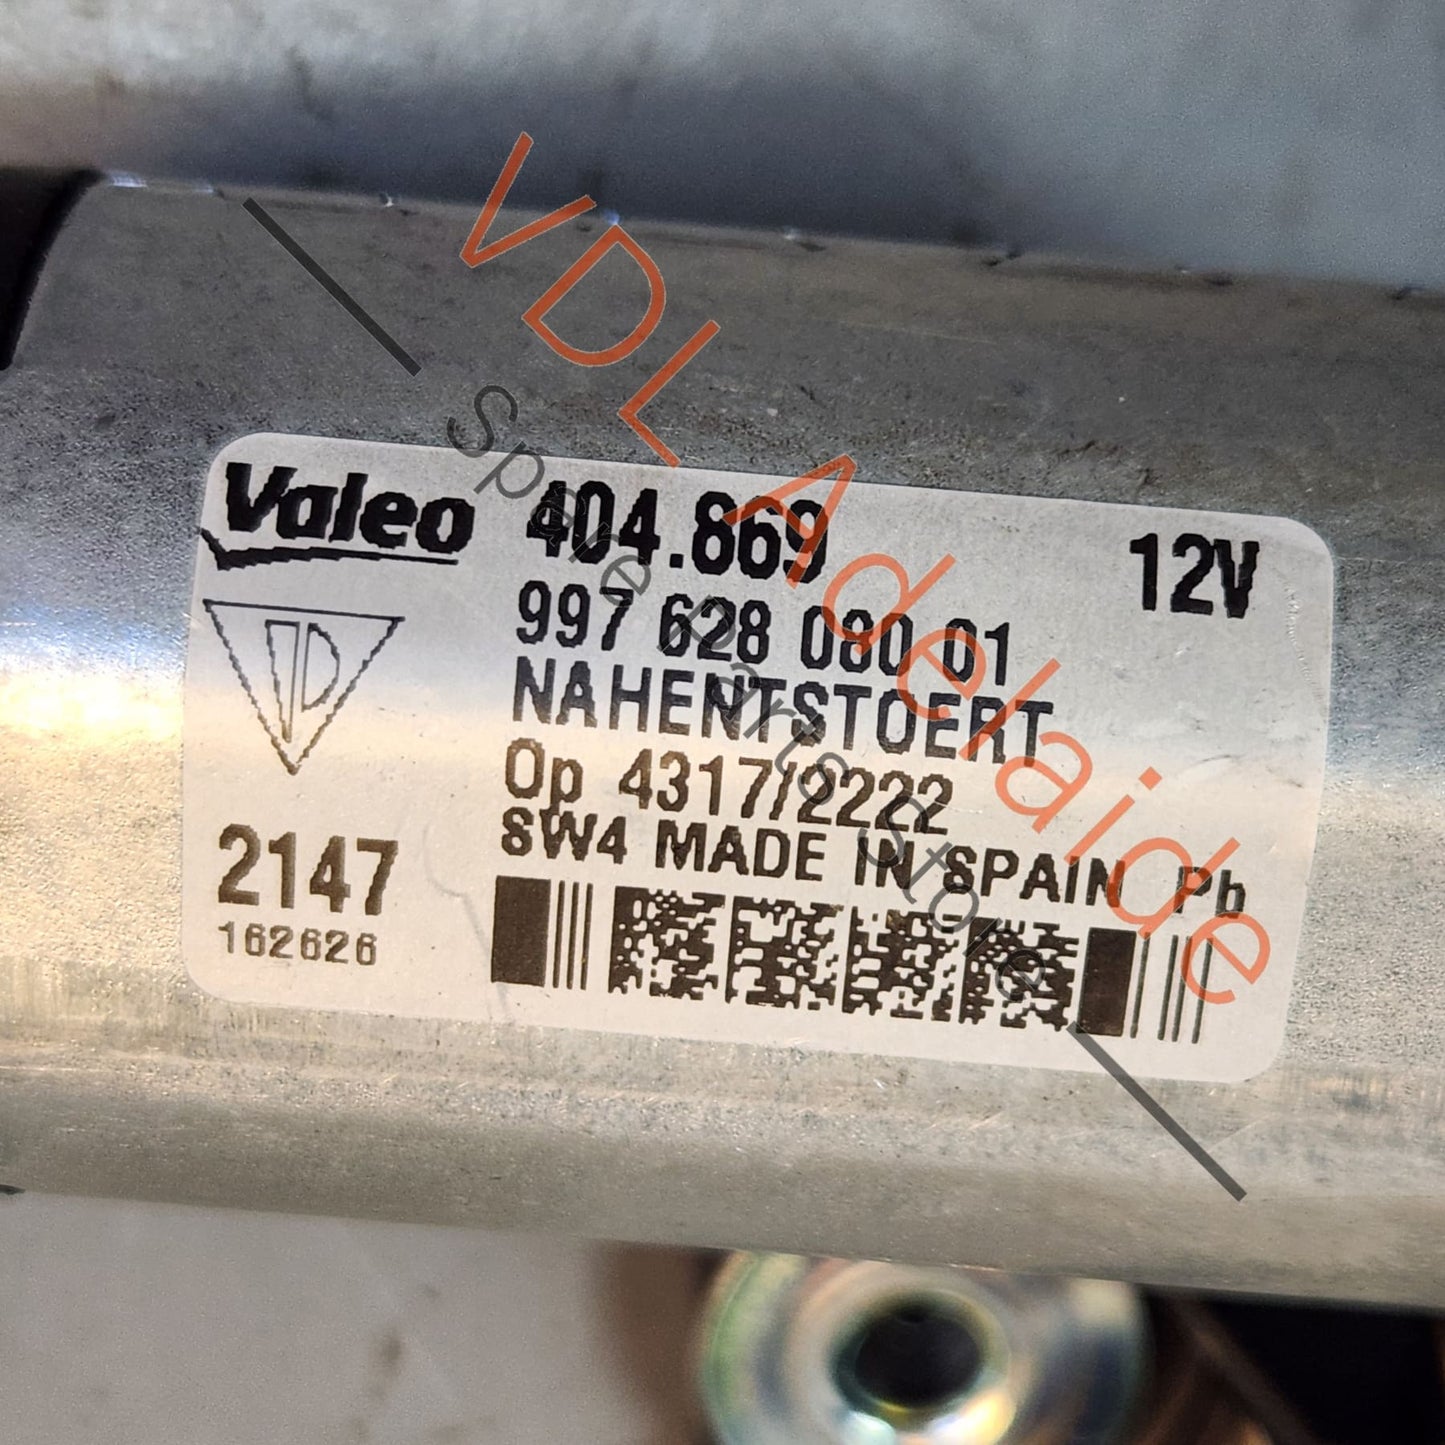 Valeo 404.869 12V
997 628 080 01
NAHENTSTOERT
Op 4317/2222
SW4 MADE IN SPAIN Pb
2147
162626
VDL Adelaide
Spare Parts Store